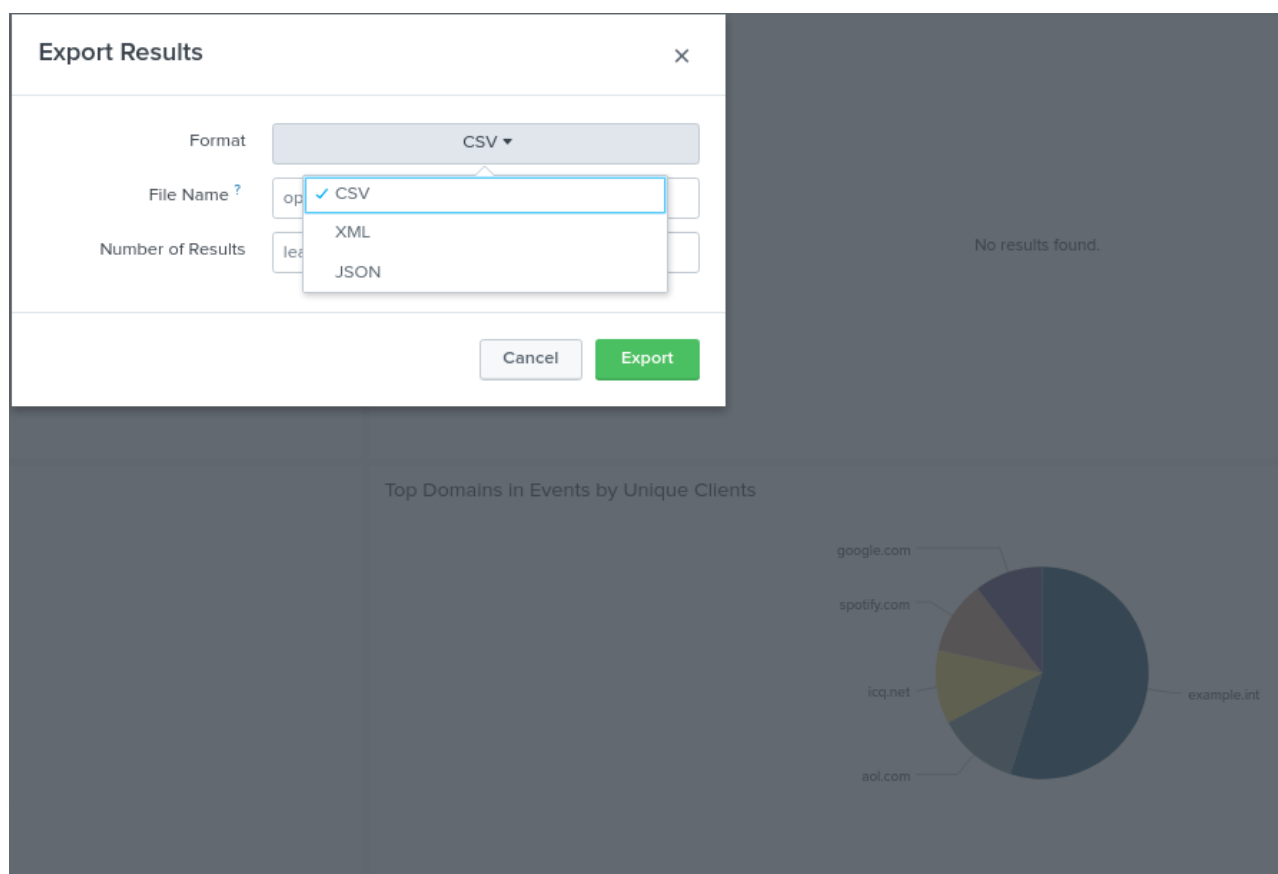 Export Results
×
Format
CSV
File Name ?
op
CSV
XML
Number of Results
lea
JSON
Cancel
Export
No results found.
Top Domains in Events by Unique Clients
google.com
spotify.com
icq.net
example.int
aol.com